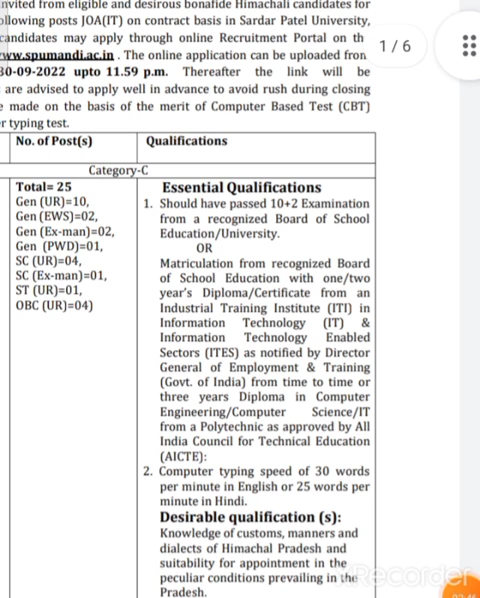 nvited from eligible and desirous bonafide Himachali candidates for
ollowing posts JOA(IT) on contract basis in Sardar Patel University,
candidates may apply through online Recruitment Portal on th
www.spumandi.ac.in . The online application can be uploaded fron
30-09-2022 upto 11.59 p.m. Thereafter the link will be
are advised to apply well in advance to avoid rush during closing
e made on the basis of the merit of Computer Based Test (CBT)
r typing test.
1 / 6
No. of Post(s) Qualifications
Category-C
Total= 25
Gen (UR)=10,
Gen (EWS)=02,
Gen (Ex-man)=02,
Gen (PWD)=01,
SC (UR)=04,
SC (Ex-man)=01,
ST (UR)=01,
OBC (UR)=04)
Essential Qualifications
1. Should have passed 10+2 Examination
from a recognized Board of School
Education/University.
OR
Matriculation from recognized Board
of School Education with one/two
year's Diploma/Certificate from an
Industrial Training Institute (ITI) in
Information Technology (IT) &
Information Technology Enabled
Sectors (ITES) as notified by Director
General of Employment & Training
(Govt. of India) from time to time or
three years Diploma in Computer
Engineering/Computer Science/IT
from a Polytechnic as approved by All
India Council for Technical Education
(AICTE):
2. Computer typing speed of 30 words
per minute in English or 25 words per
minute in Hindi.
Desirable qualification (s):
Knowledge of customs, manners and
dialects of Himachal Pradesh and
suitability for appointment in the
peculiar conditions prevailing in the
Pradesh.
Recorder